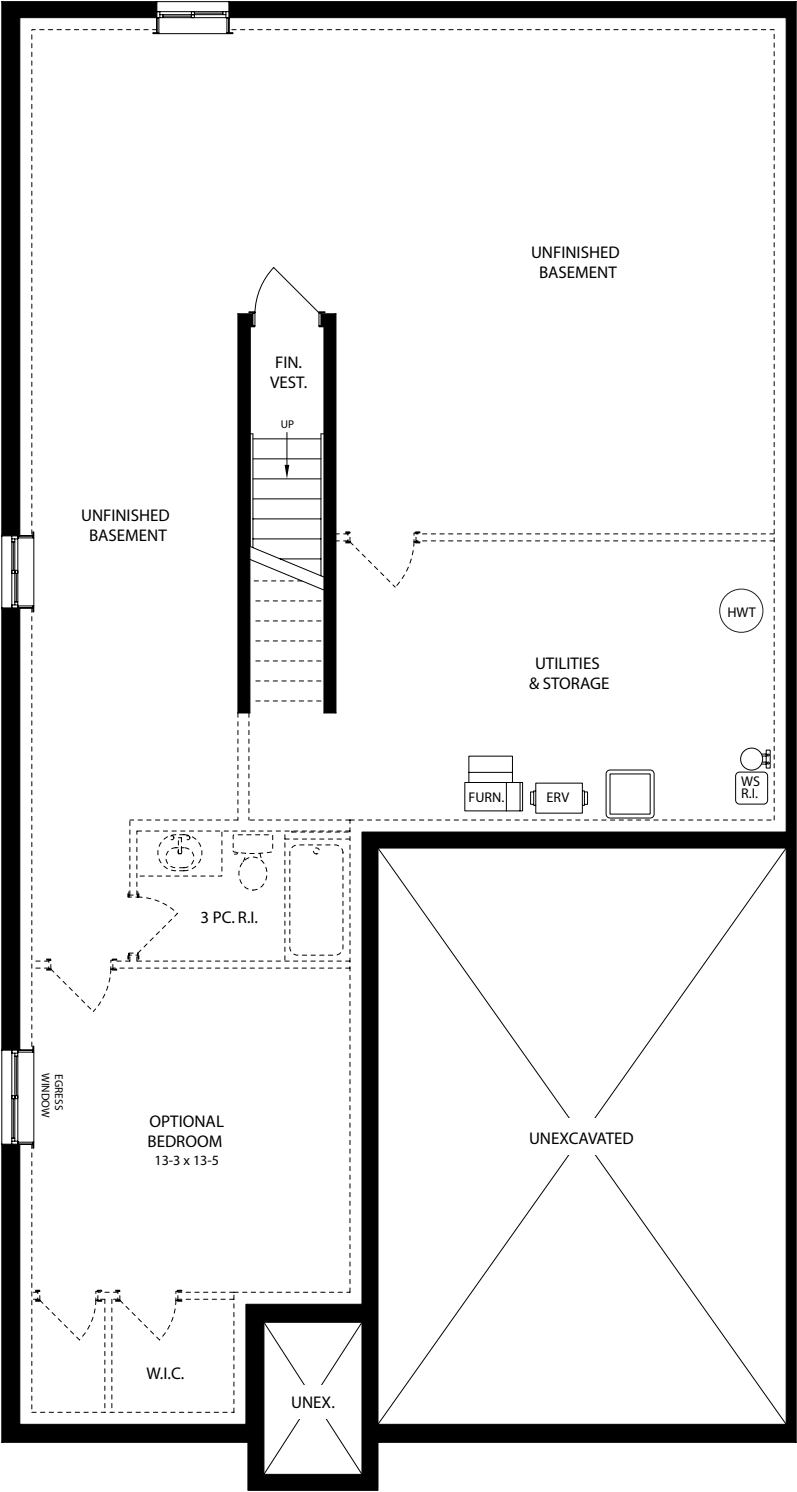 UNFINISHED
BASEMENT
FIN.
VEST.
UP
UNFINISHED
BASEMENT
HWT
UTILITIES
& STORAGE
FURN.
ERV
WS
R.I.
3 PC. R.I.
EGRESS
WINDOW
OPTIONAL
BEDROOM
13-3 x 13-5
UNEXCAVATED
W.I.C.
UNEX.